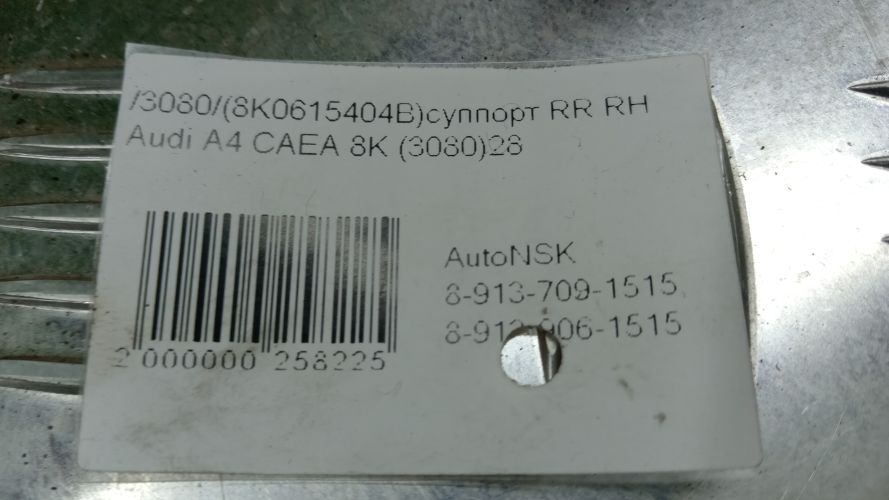 /3080/(8K0615404B)суппорт RR RH
Audi A4 CAEA 8K (3080)28
AutoNSK
8-913-709-1515
2 000000 258225